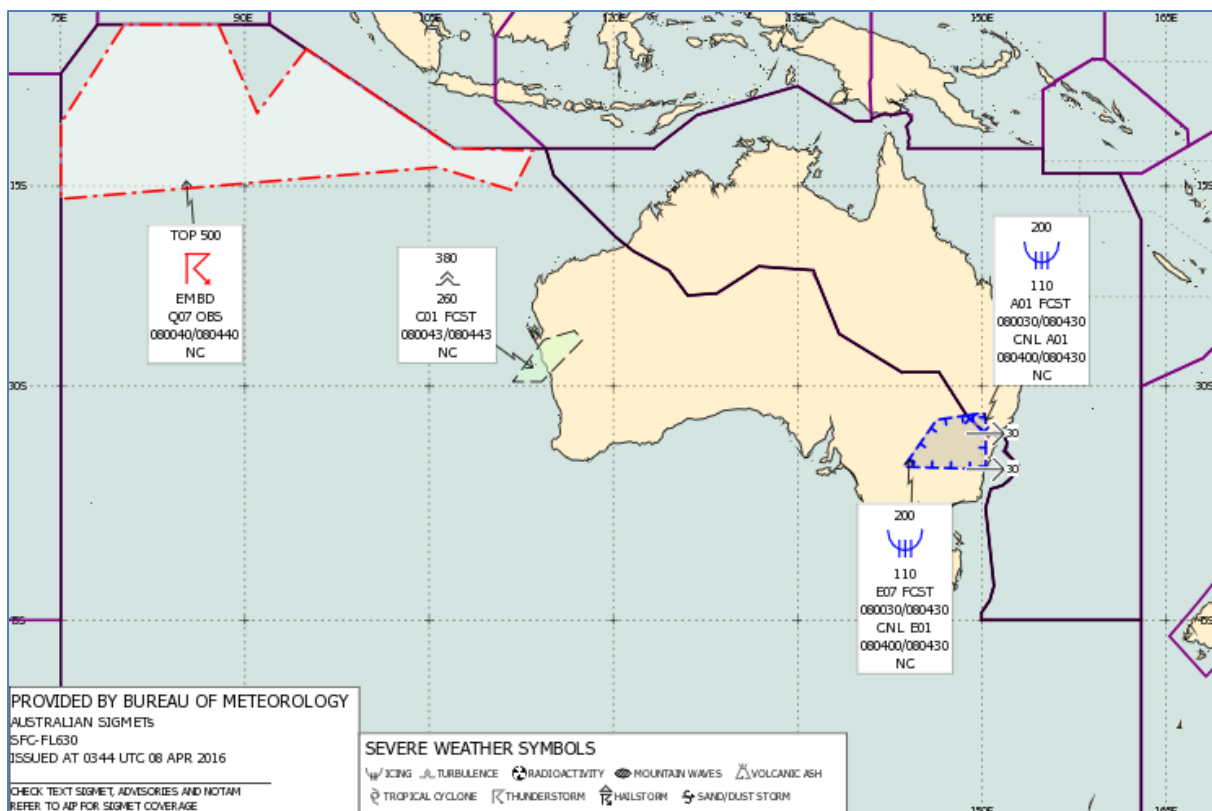 75E 90E 105E 120E 135E 150E 165E
15S 15S
TOP 500
EMBD
Q07 OBS
080040/080440
NC
380
260
C01 FCST
080043/080443
NC
200
110
A01 FCST
080030/080430
CNL A01
080400/080430
NC
30S 30S
30
30
200
110
E07 FCST
080030/080430
CNL E01
080400/080430
NC
PROVIDED BY BUREAU OF METEOROLOGY
AUSTRALIAN SIGMETs
SFC-FL630
ISSUED AT 0344 UTC 08 APR 2016
CHECK TEXT SIGMET, ADVISORIES AND NOTAM
REFER TO AIP FOR SIGMET COVERAGE
SEVERE WEATHER SYMBOLS
ICING TURBULENCE RADIOACTIVITY MOUNTAIN WAVES VOLCANIC ASH
TROPICAL CYCLONE THUNDERSTORM HAILSTORM SAND/DUST STORM
150E 165E